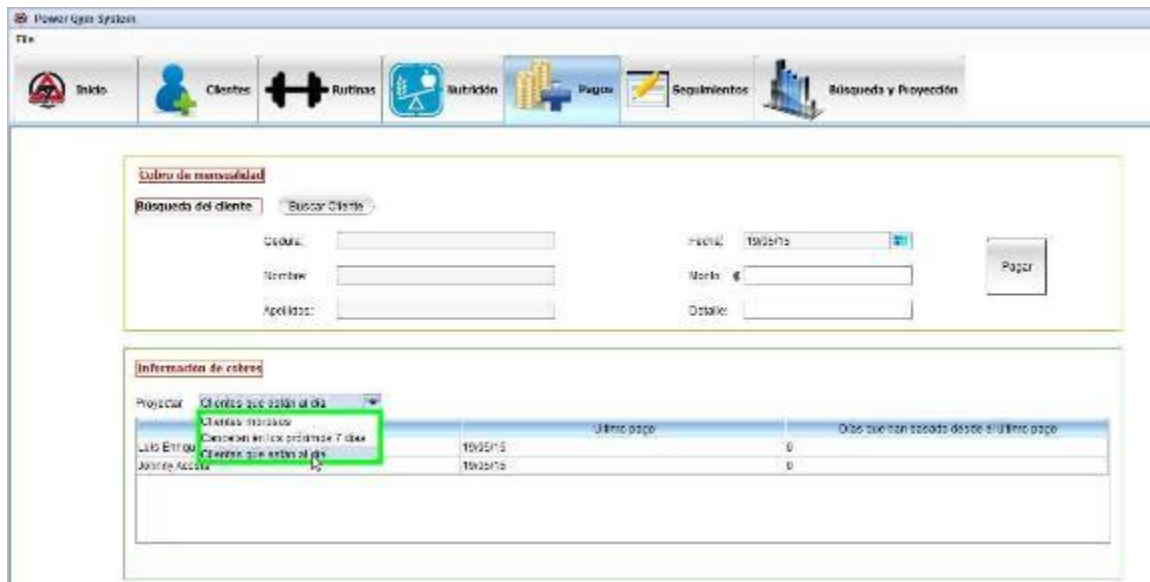 Power Gym System
File
Inicio Clientes Rutinas Nutrición Pagos Seguimientos Búsqueda y Proyección
Cobro de mensualidad
Búsqueda del cliente Buscar Cliente
Cédula: Fecha: 19/05/15
Nombre: Monto: ₡ Pagar
Apellidos: Detalle:
Información de cobros
Proyectar Clientes que están al día
Clientes morosos
Último pago Días que han pasado desde el último pago
Cancelan en los próximos 7 días
Luis Enriqu 19/05/15 0
Clientes que están al día
Johnny Acosta 19/05/15 0